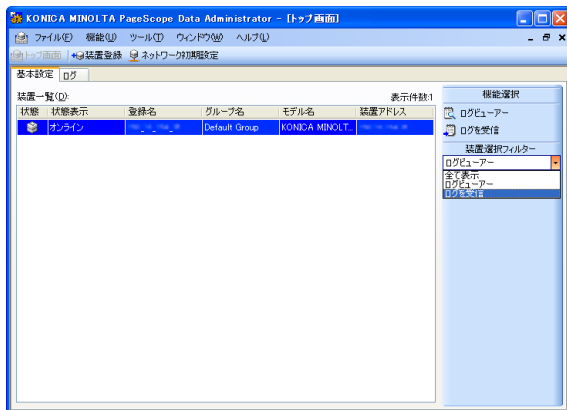 KONICA MINOLTA PageScope Data Administrator - [トップ画面]
ファイル(F) 機能(U) ツール(T) ウィンドウ(W) ヘルプ(L)
トップ画面 装置登録 ネットワーク初期設定
基本設定 ログ
装置一覧(D): 表示件数:1
状態 状態表示 登録名 グループ名 モデル名 装置アドレス
オンライン Default Group KONICA MINOLT...
機能選択
ログビューアー
ログを受信
装置選択フィルター
ログビューアー
全て表示
ログビューアー
ログを受信